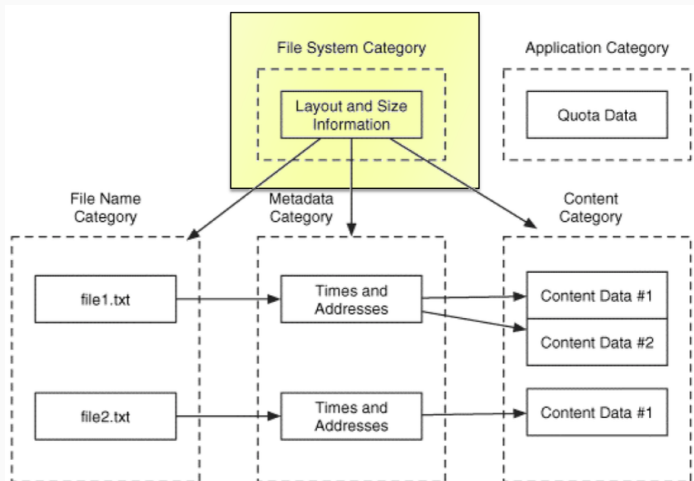 File System Category
Application Category
Layout and Size
Information
Quota Data
File Name
Category
Metadata
Category
Content
Category
file1.txt
Times and
Addresses
Content Data #1
Content Data #2
file2.txt
Times and
Addresses
Content Data #1